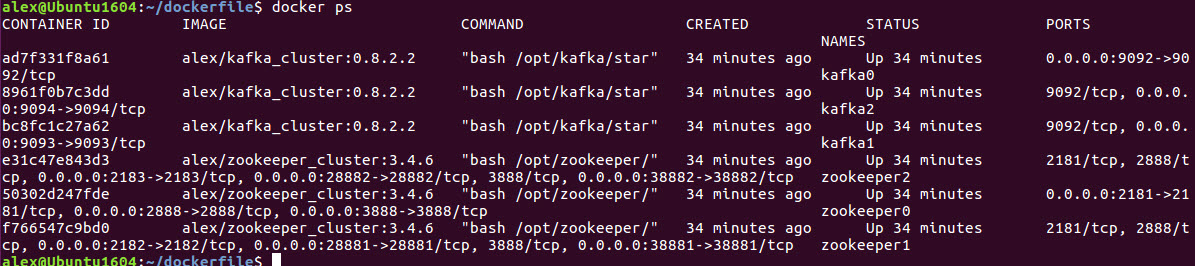 alex@Ubuntu1604:~/dockerfile$ docker ps
CONTAINER ID IMAGE COMMAND CREATED STATUS PORTS
NAMES
ad7f331f8a61 alex/kafka_cluster:0.8.2.2 "bash /opt/kafka/star" 34 minutes ago Up 34 minutes 0.0.0.0:9092->90
92/tcp kafka0
8961f0b7c3dd alex/kafka_cluster:0.8.2.2 "bash /opt/kafka/star" 34 minutes ago Up 34 minutes 9092/tcp, 0.0.0.
0:9094->9094/tcp kafka2
bc8fc1c27a62 alex/kafka_cluster:0.8.2.2 "bash /opt/kafka/star" 34 minutes ago Up 34 minutes 9092/tcp, 0.0.0.
0:9093->9093/tcp kafka1
e31c47e843d3 alex/zookeeper_cluster:3.4.6 "bash /opt/zookeeper/" 34 minutes ago Up 34 minutes 2181/tcp, 2888/t
cp, 0.0.0.0:2183->2183/tcp, 0.0.0.0:28882->28882/tcp, 3888/tcp, 0.0.0.0:38882->38882/tcp zookeeper2
50302d247fde alex/zookeeper_cluster:3.4.6 "bash /opt/zookeeper/" 34 minutes ago Up 34 minutes 0.0.0.0:2181->21
81/tcp, 0.0.0.0:2888->2888/tcp, 0.0.0.0:3888->3888/tcp zookeeper0
f766547c9bd0 alex/zookeeper_cluster:3.4.6 "bash /opt/zookeeper/" 34 minutes ago Up 34 minutes 2181/tcp, 2888/t
cp, 0.0.0.0:2182->2182/tcp, 0.0.0.0:28881->28881/tcp, 3888/tcp, 0.0.0.0:38881->38881/tcp zookeeper1
alex@Ubuntu1604:~/dockerfile$